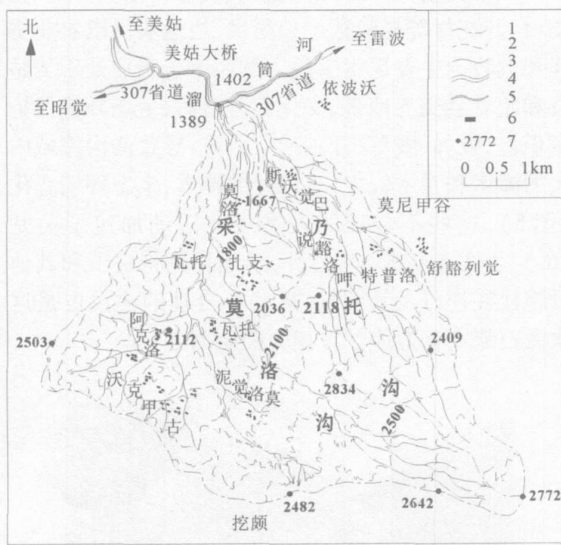 北
至美姑
美姑大桥
河
至雷波
1402
筒
307省道
溜
307省道
依波沃
至昭觉
1389
1
2
3
4
5
6
2772 7
0 0.5 1km
斯沃觉
1667
巴乃
莫洛
采
1800
说豁洛呷
莫尼甲谷
瓦托
扎支
特普洛
舒豁列觉
莫
2036
2118
托
2503
阿克洛
2112
瓦托
2100
2409
洛
沃克甲古
泥觉洛莫
2834
沟
2500
沟
2482
2642
2772
挖颇